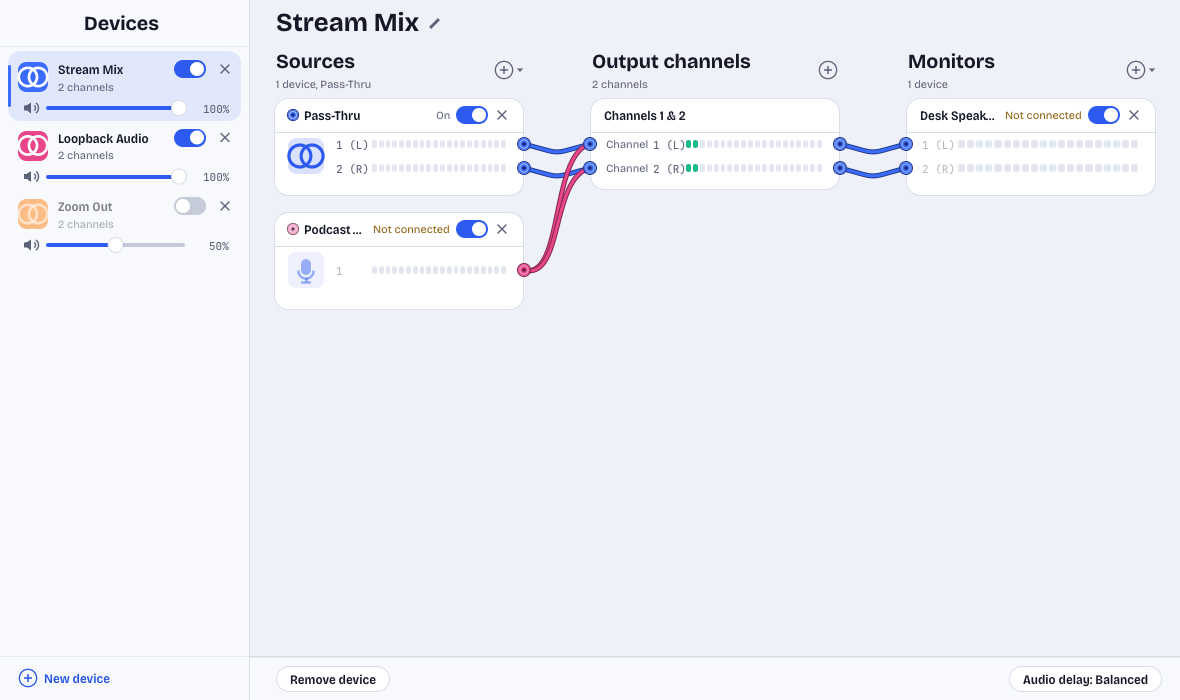 Devices
Stream Mix
2 channels
100%
Loopback Audio
2 channels
100%
Zoom Out
2 channels
50%
New device
Stream Mix
Sources
1 device, Pass-Thru
Pass-Thru
On
1 (L)
2 (R)
Podcast ...
Not connected
1
Output channels
2 channels
Channels 1 & 2
Channel 1 (L)
Channel 2 (R)
Monitors
1 device
Desk Speak...
Not connected
1 (L)
2 (R)
Remove device
Audio delay: Balanced